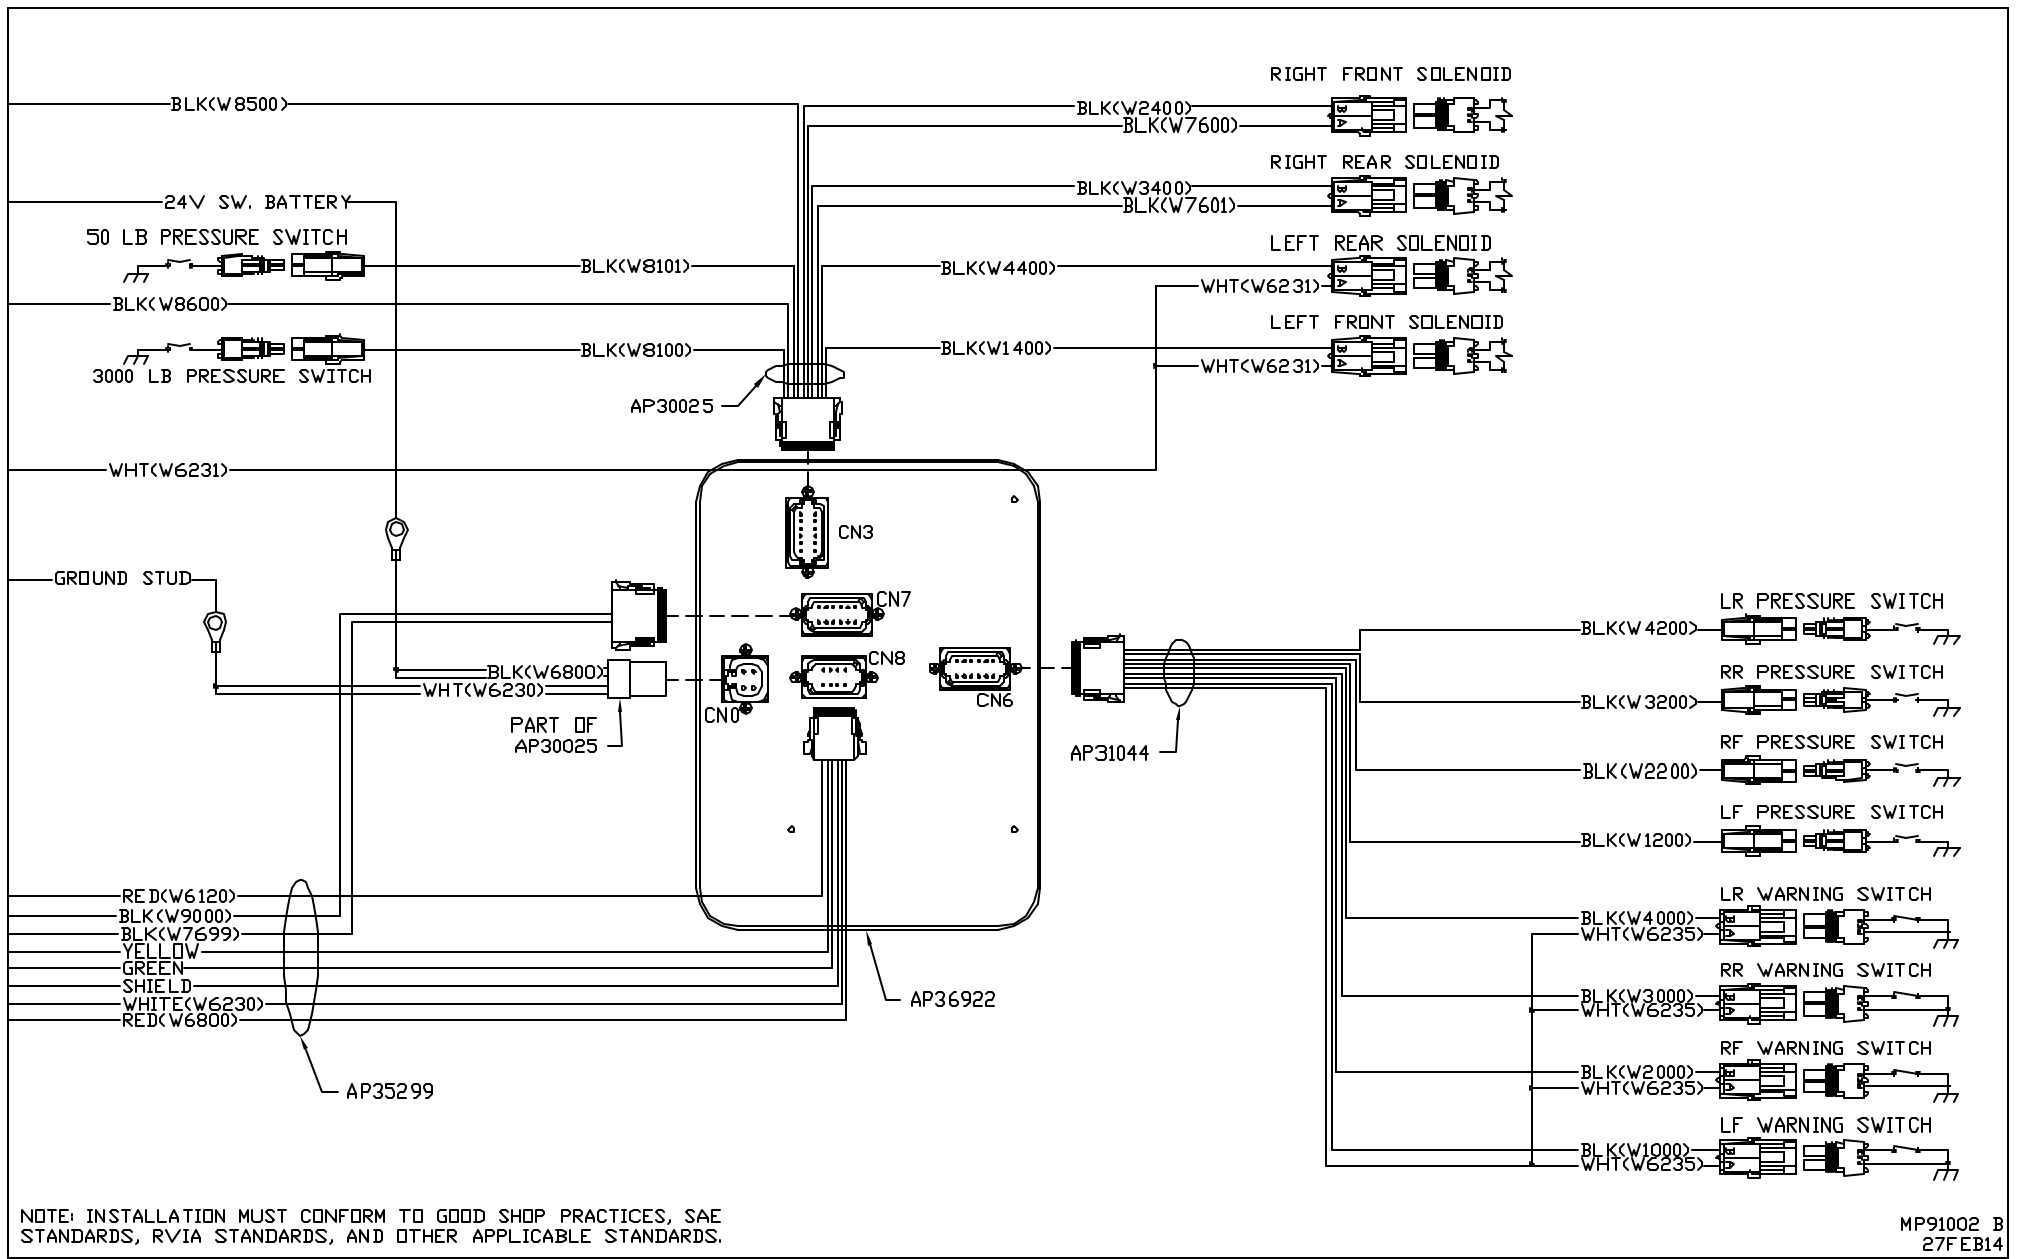 RIGHT FRONT SOLENOID
BLK(W8500)
BLK(W2400)
B
A
BLK(W7600)
RIGHT REAR SOLENOID
BLK(W3400)
B
A
BLK(W7601)
24V SW. BATTERY
50 LB PRESSURE SWITCH
LEFT REAR SOLENOID
BLK(W8101)
BLK(W4400)
B
A
WHT(W6231)
BLK(W8600)
LEFT FRONT SOLENOID
BLK(W8100)
BLK(W1400)
B
A
WHT(W6231)
3000 LB PRESSURE SWITCH
AP30025
WHT(W6231)
CN3
GROUND STUD
CN7
LR PRESSURE SWITCH
BLK(W4200)
CN8
BLK(W6800)
WHT(W6230)
RR PRESSURE SWITCH
BLK(W3200)
CN6
CN0
PART OF
AP30025
AP31044
RF PRESSURE SWITCH
BLK(W2200)
LF PRESSURE SWITCH
BLK(W1200)
RED(W6120)
BLK(W9000)
BLK(W7699)
YELLOW
GREEN
SHIELD
WHITE(W6230)
RED(W6800)
LR WARNING SWITCH
BLK(W4000)
B
A
WHT(W6235)
RR WARNING SWITCH
BLK(W3000)
B
A
WHT(W6235)
AP36922
RF WARNING SWITCH
BLK(W2000)
B
A
WHT(W6235)
AP35299
LF WARNING SWITCH
BLK(W1000)
B
A
WHT(W6235)
NOTE: INSTALLATION MUST CONFORM TO GOOD SHOP PRACTICES, SAE
STANDARDS, RVIA STANDARDS, AND OTHER APPLICABLE STANDARDS.
MP91002 B
27FEB14